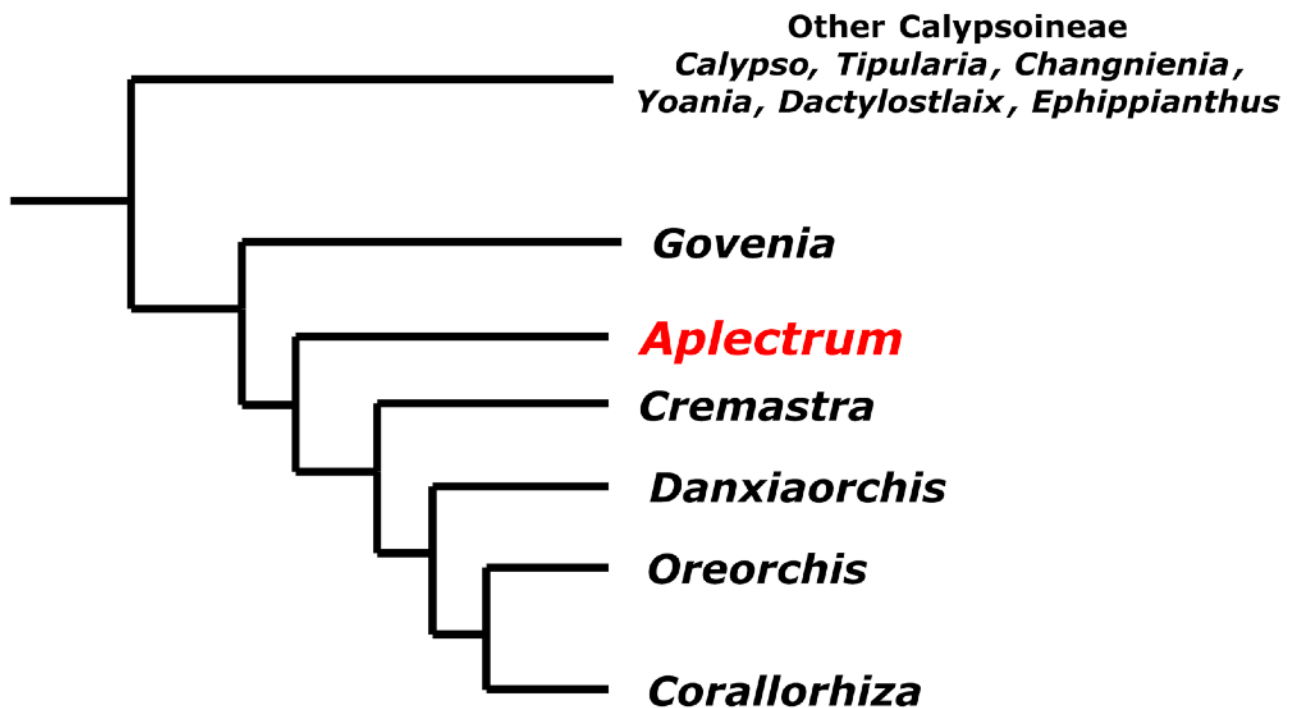 Other Calypsoineae
Calypso, Tipularia, Changnienia,
Yoania, Dactylostlaix, Ephippianthus
Govenia
Aplectrum
Cremastra
Danxiaorchis
Oreorchis
Corallorhiza